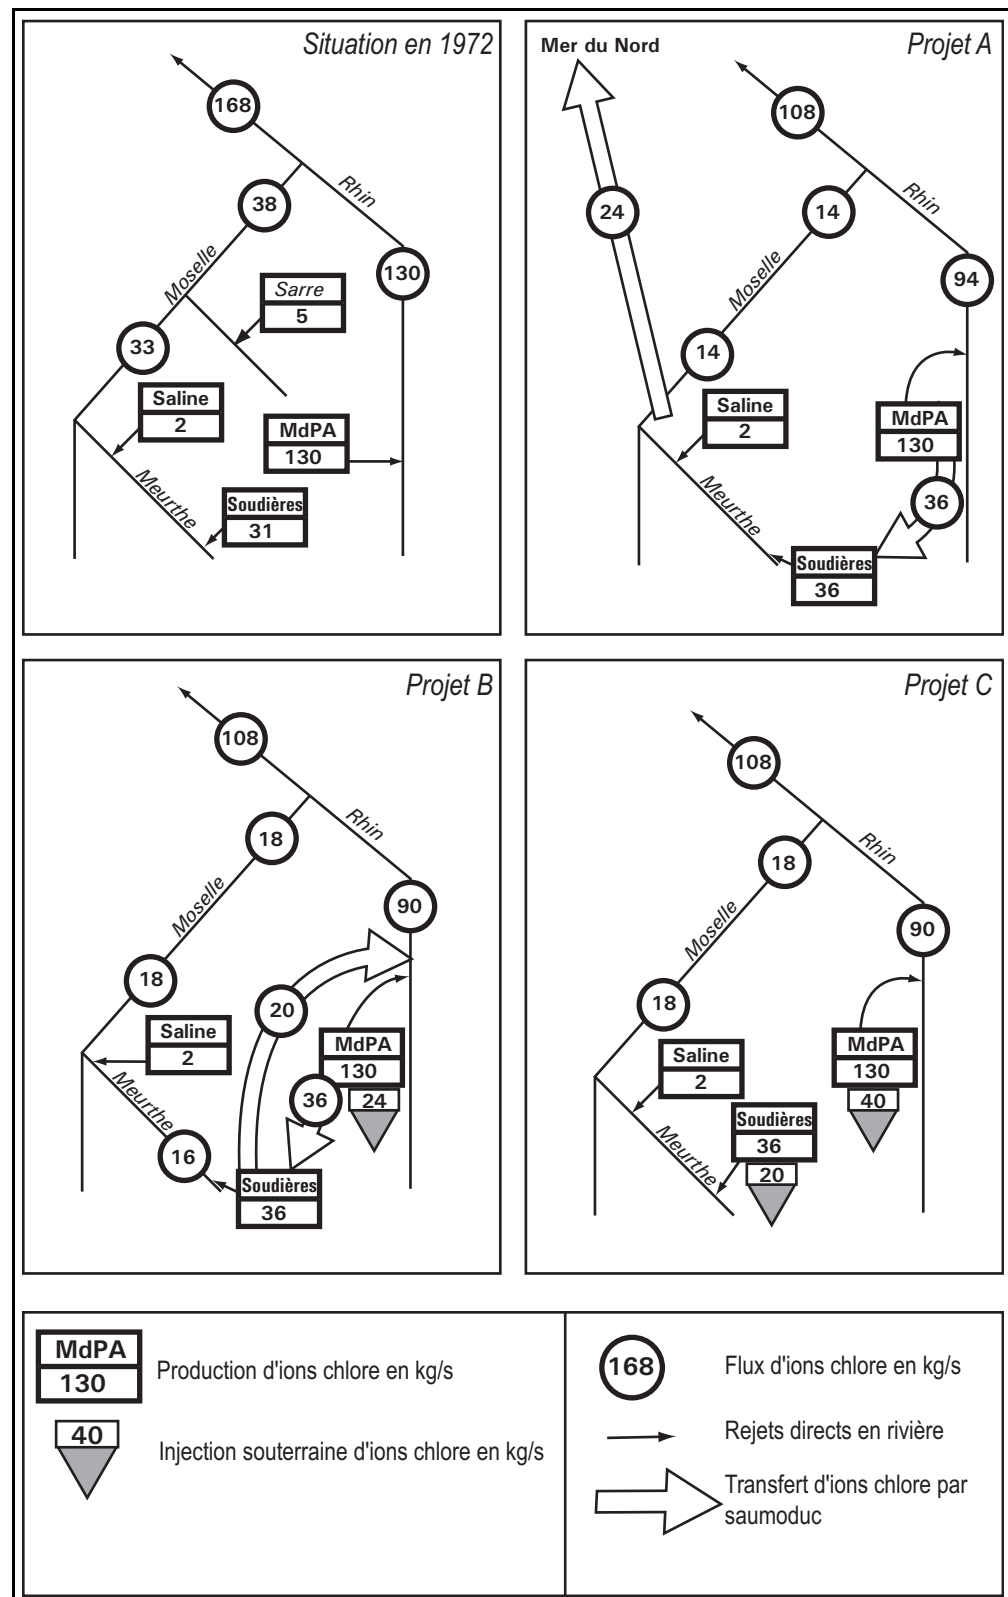 Situation en 1972
168
Rhin
38
Moselle
130
Sarre
5
33
Saline
2
MdPA
130
Meurthe
Soudières
31
Mer du Nord
Projet A
108
Rhin
24
14
Moselle
94
14
Saline
2
MdPA
130
Meurthe
36
Soudières
36
Projet B
108
Rhin
18
Moselle
90
18
20
Saline
2
MdPA
130
24
Meurthe
36
16
Soudières
36
Projet C
108
Rhin
18
Moselle
90
18
Saline
2
MdPA
130
40
Meurthe
Soudières
36
20
MdPA
130
Production d'ions chlore en kg/s
40
Injection souterraine d'ions chlore en kg/s
168
Flux d'ions chlore en kg/s
Rejets directs en rivière
Transfert d'ions chlore par
saumoduc